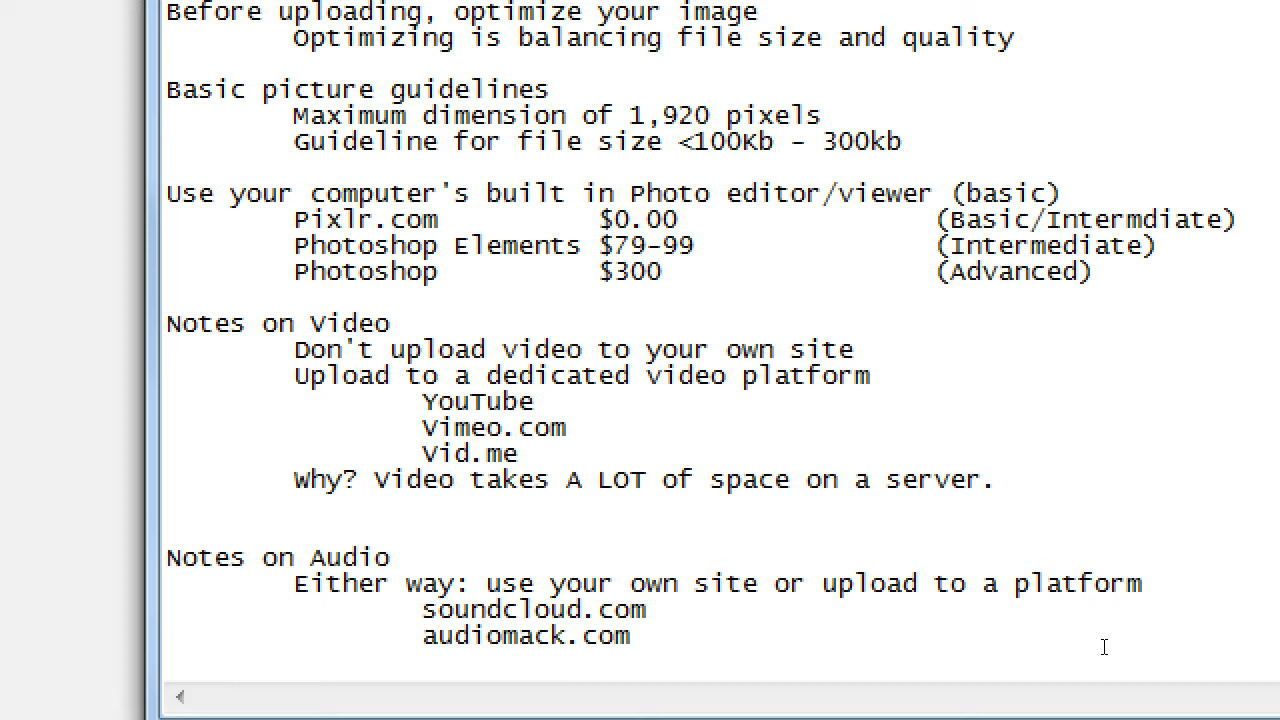 Before uploading, optimize your image
Optimizing is balancing file size and quality
Basic picture guidelines
Maximum dimension of 1,920 pixels
Guideline for file size <100Kb - 300kb
Use your computer's built in Photo editor/viewer (basic)
Pixlr.com $0.00 (Basic/Intermdiate)
Photoshop Elements $79-99 (Intermediate)
Photoshop $300 (Advanced)
Notes on Video
Don't upload video to your own site
Upload to a dedicated video platform
YouTube
Vimeo.com
Vid.me
Why? Video takes A LOT of space on a server.
Notes on Audio
Either way: use your own site or upload to a platform
soundcloud.com
audiomack.com